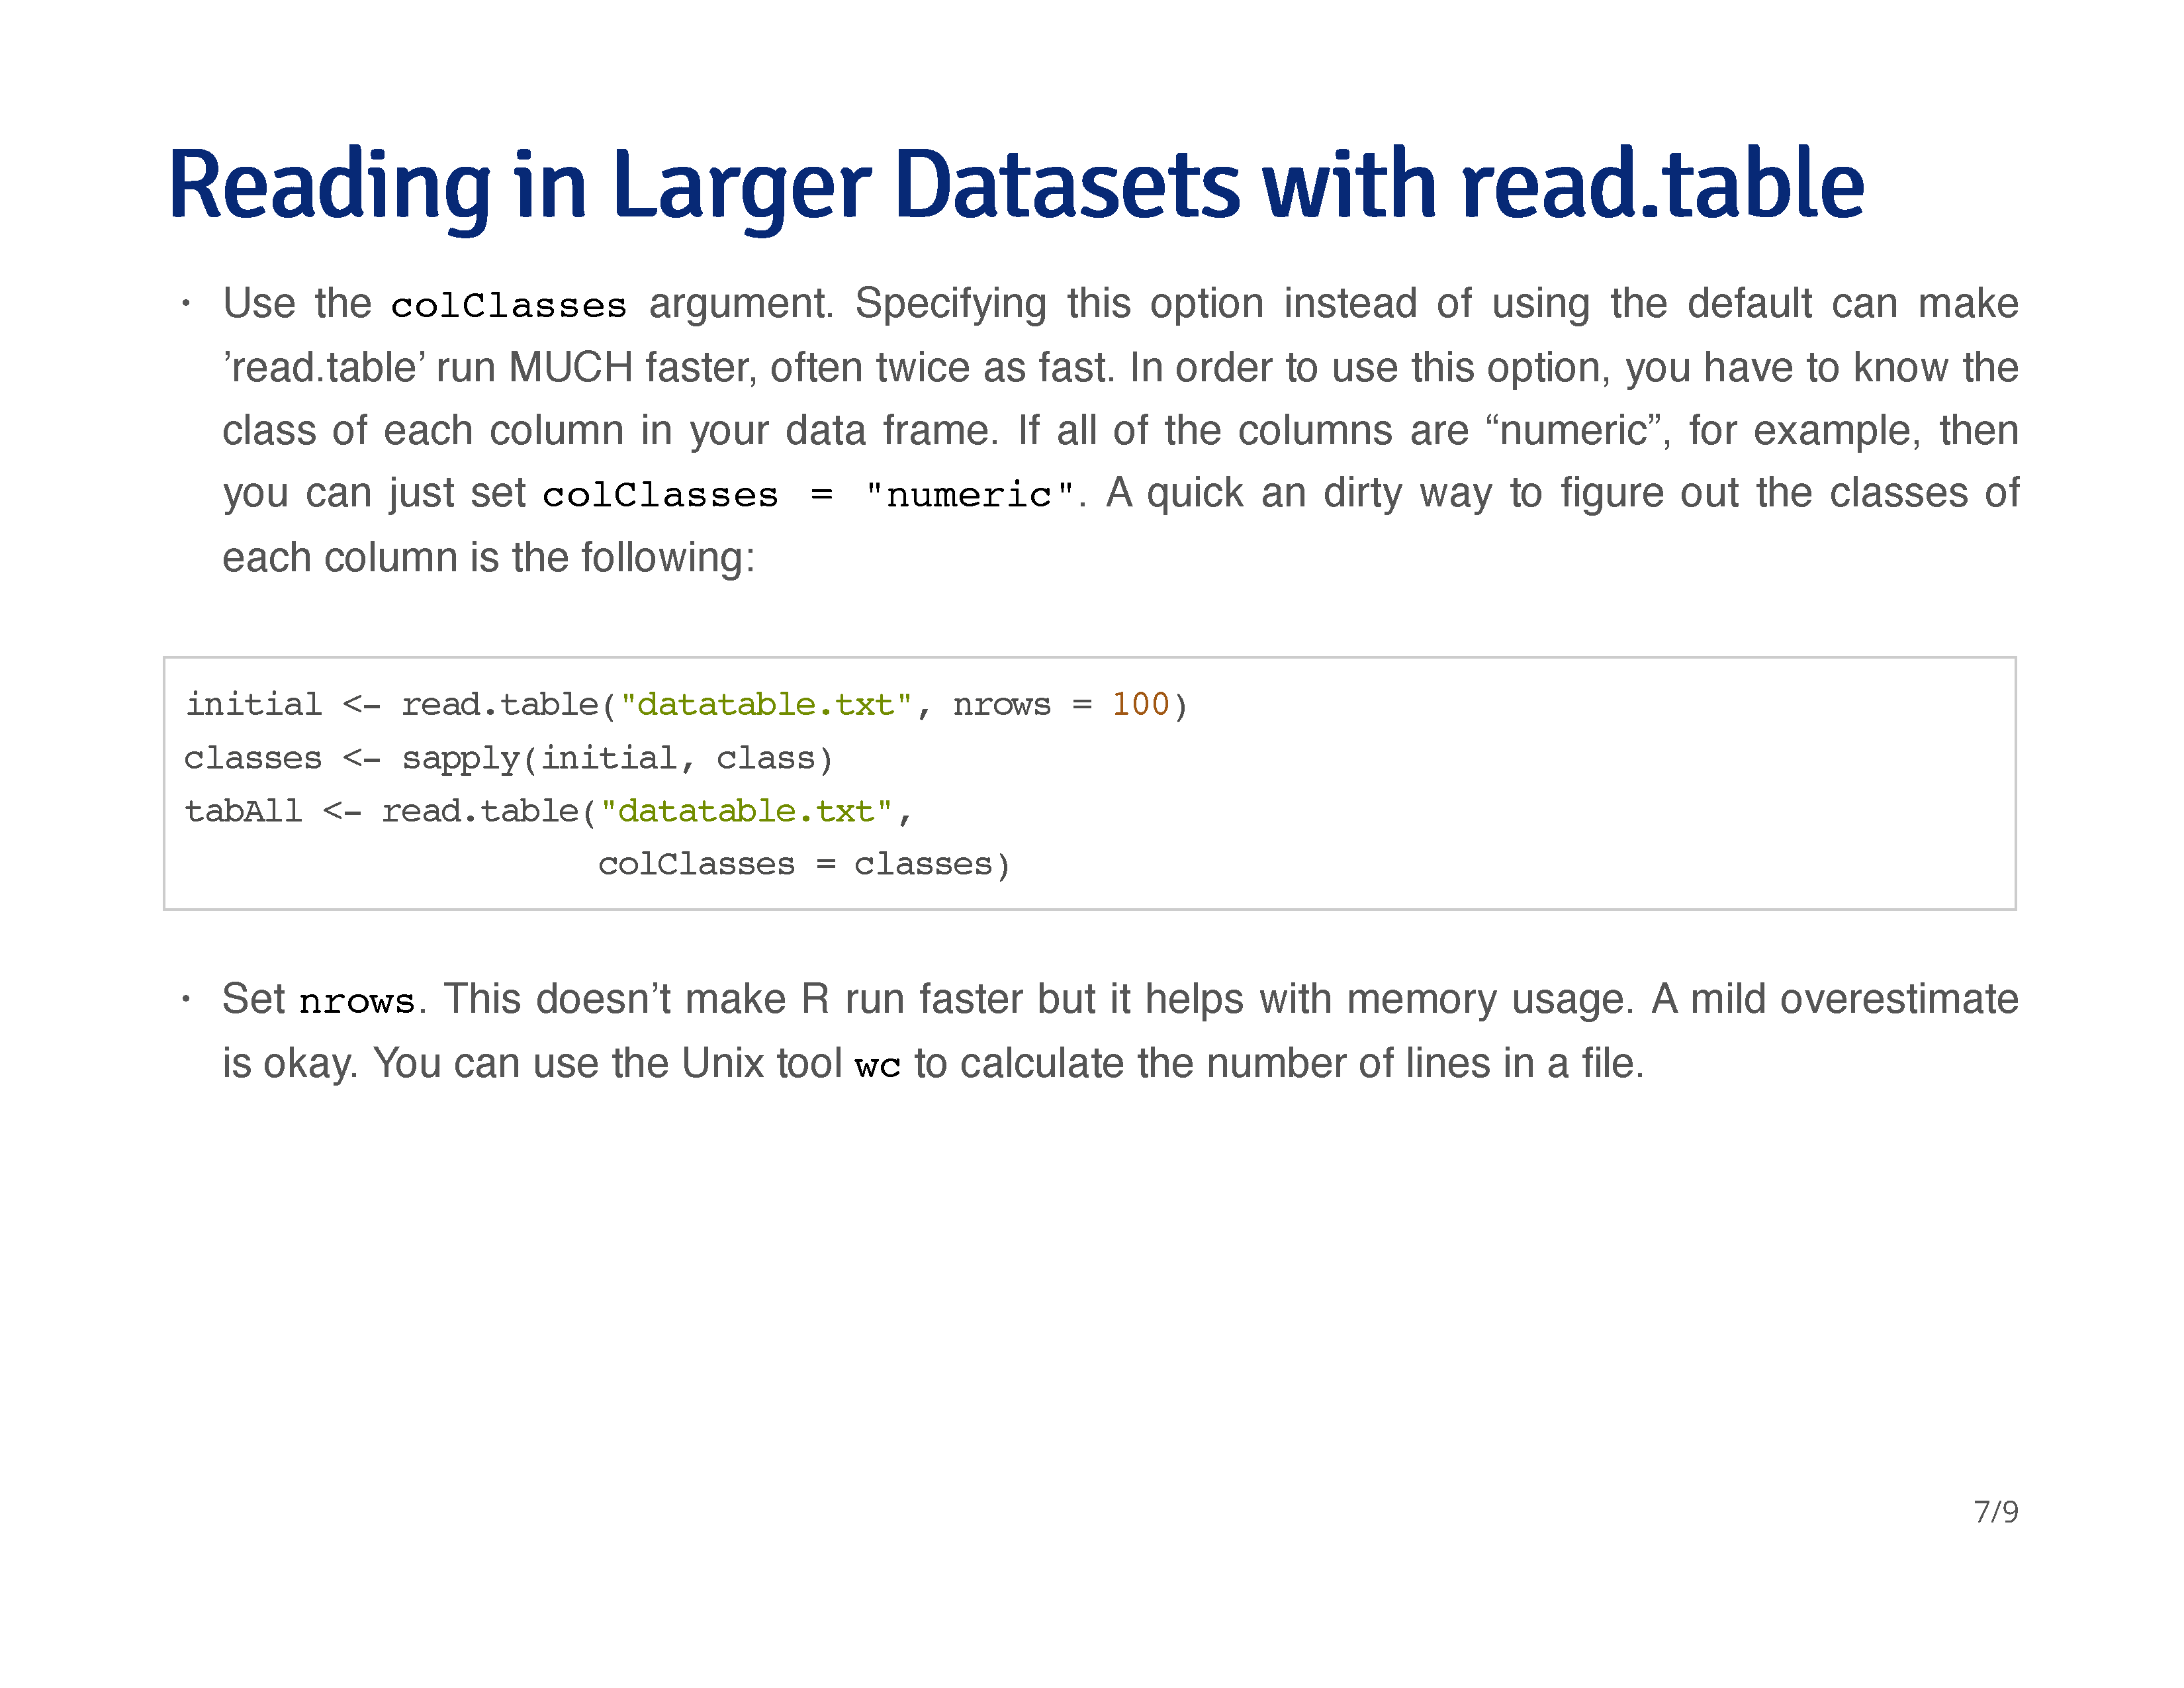 Reading in Larger Datasets with read.table
· Use the colClasses argument. Specifying this option instead of using the default can make
’read.table’ run MUCH faster, often twice as fast. In order to use this option, you have to know the
class of each column in your data frame. If all of the columns are “numeric”, for example, then
you can just set colClasses = "numeric". A quick an dirty way to figure out the classes of
each column is the following:
initial <- read.table("datatable.txt", nrows = 100)
classes <- sapply(initial, class)
tabAll <- read.table("datatable.txt",
colClasses = classes)
· Set nrows. This doesn’t make R run faster but it helps with memory usage. A mild overestimate
is okay. You can use the Unix tool wc to calculate the number of lines in a file.
7/9